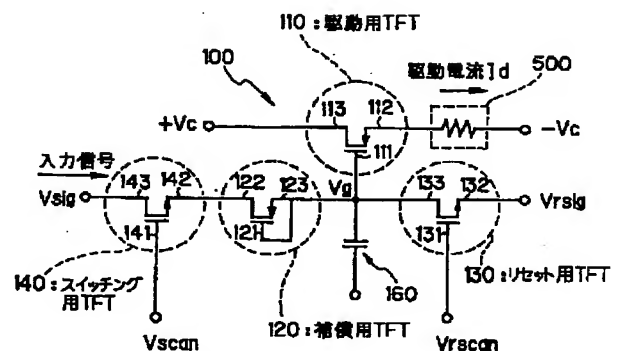 110:駆動用TFT
100
駆動電流Id
500
+Vc
113
112
111
-Vc
入力信号
Vsig
143
142
122
123
Vg
133
132
Vrsig
141
121
131
140:スイッチング
用TFT
160
130:リセット用TFT
120:補償用TFT
Vscan
Vrscan